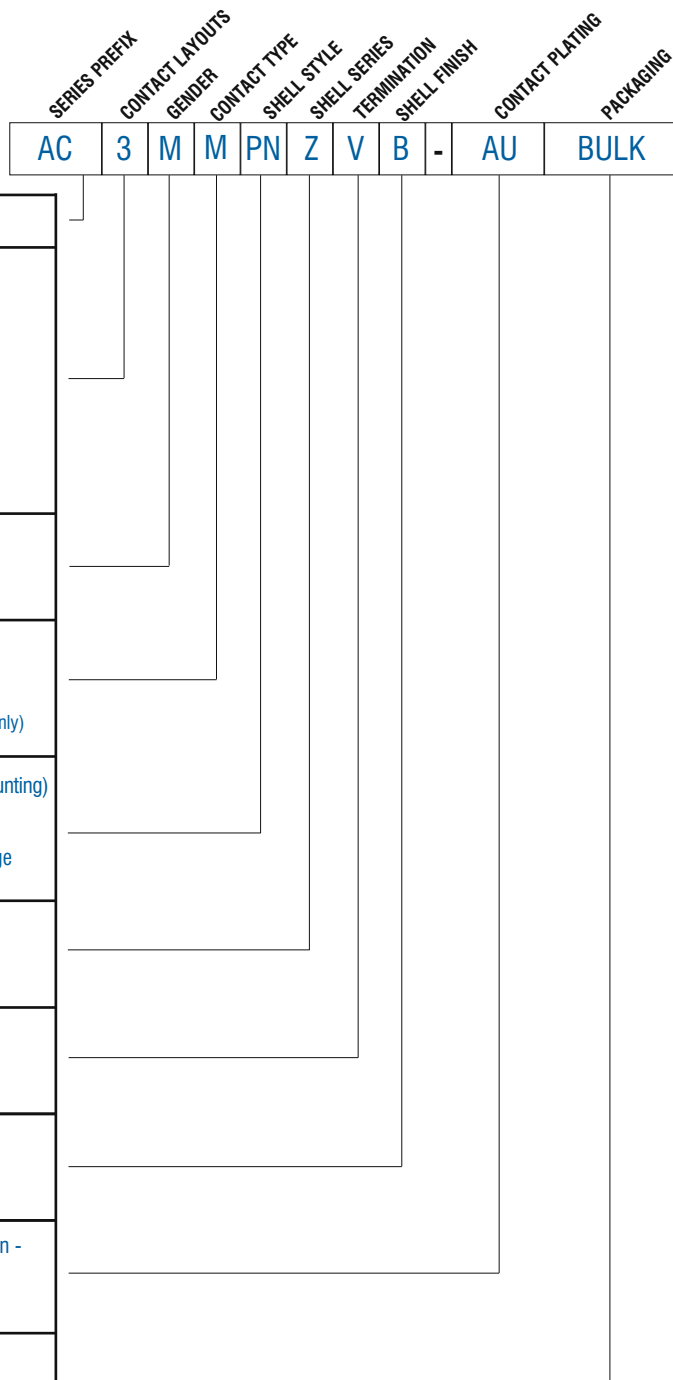 SERIES PREFIX
CONTACT LAYOUTS
GENDER
CONTACT TYPE
SHELL STYLE
SHELL SERIES
TERMINATION
SHELL FINISH
CONTACT PLATING
PACKAGING
AC 3 M M PN Z V B - AU BULK
nly)
unting)
ge
n -